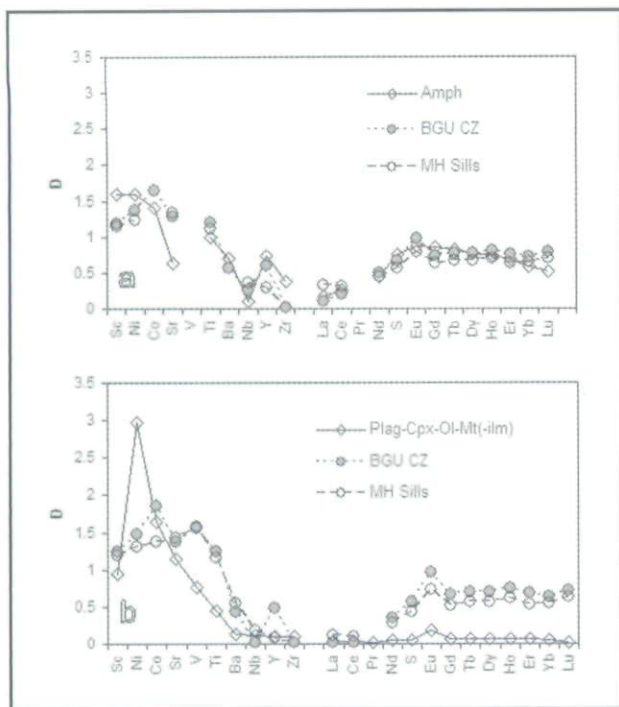 3.5
3
2.5
2
1.5
1
0.5
0
D
Amph
BGU CZ
MH Sills
a
Sc Ni Co Sr V Ti Ba Nb Y Zr La Ce Pr Nd S Eu Gd Tb Dy Ho Er Yb Lu
3.5
3
2.5
2
1.5
1
0.5
0
D
Plag-Cpx-Ol-Mt(-ilm)
BGU CZ
MH Sills
b
Sc Ni Co Sr V Ti Ba Nb Y Zr La Ce Pr Nd S Eu Gd Tb Dy Ho Er Yb Lu